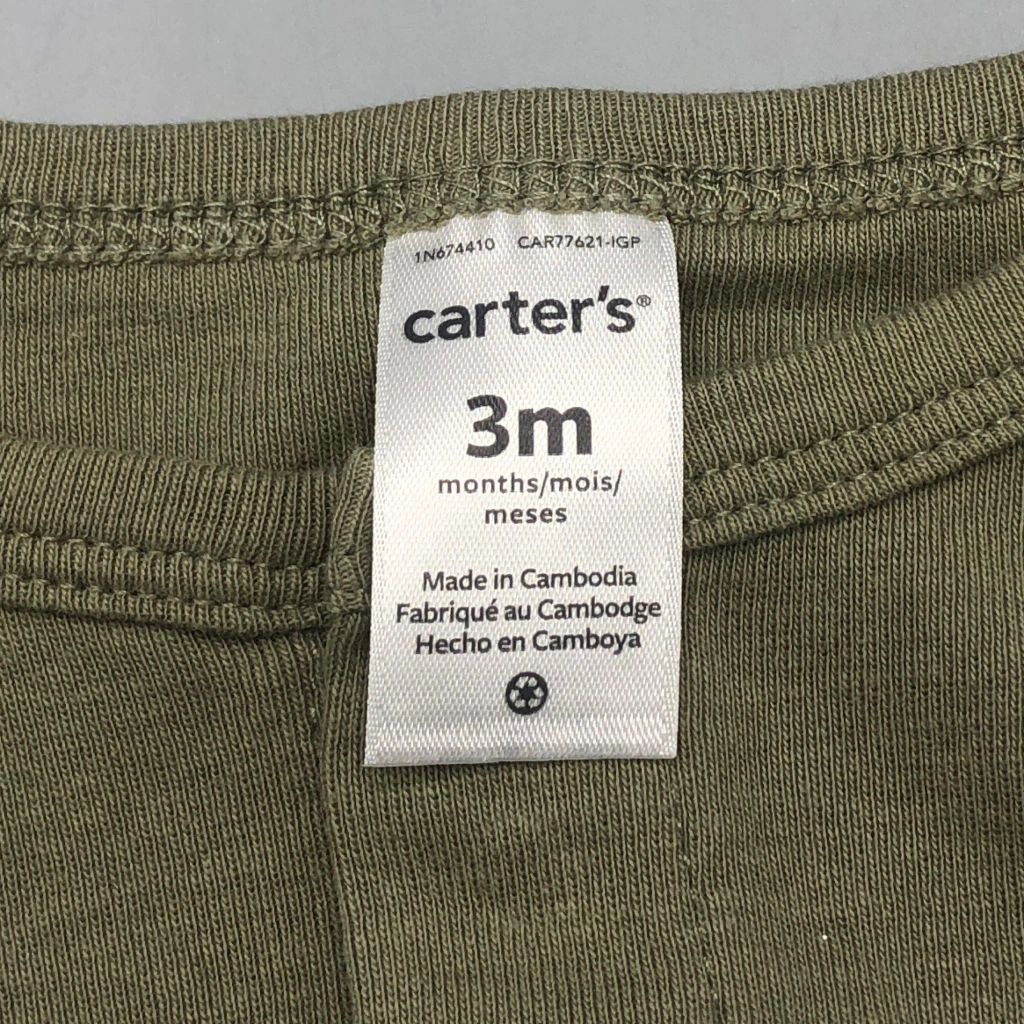 1N674410 CAR77621-IGP
carter's®
3m
months/mois/
meses
Made in Cambodia
Fabriqué au Cambodge
Hecho en Camboya